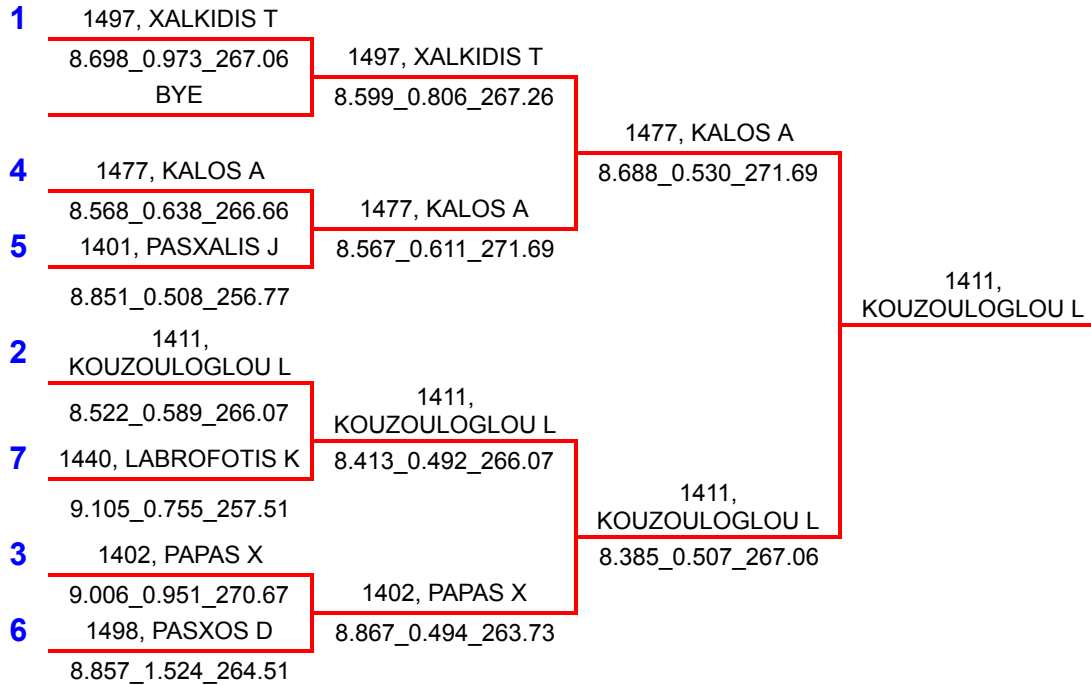 1
1497, XALKIDIS T
8.698_0.973_267.06
BYE
1497, XALKIDIS T
8.599_0.806_267.26
4
1477, KALOS A
8.568_0.638_266.66
5
1401, PASXALIS J
8.851_0.508_256.77
1477, KALOS A
8.567_0.611_271.69
1477, KALOS A
8.688_0.530_271.69
2
1411,
KOUZOULOGLOU L
8.522_0.589_266.07
7
1440, LABROFOTIS K
9.105_0.755_257.51
1411,
KOUZOULOGLOU L
8.413_0.492_266.07
3
1402, PAPAS X
9.006_0.951_270.67
6
1498, PASXOS D
8.857_1.524_264.51
1402, PAPAS X
8.867_0.494_263.73
1411,
KOUZOULOGLOU L
8.385_0.507_267.06
1411,
KOUZOULOGLOU L